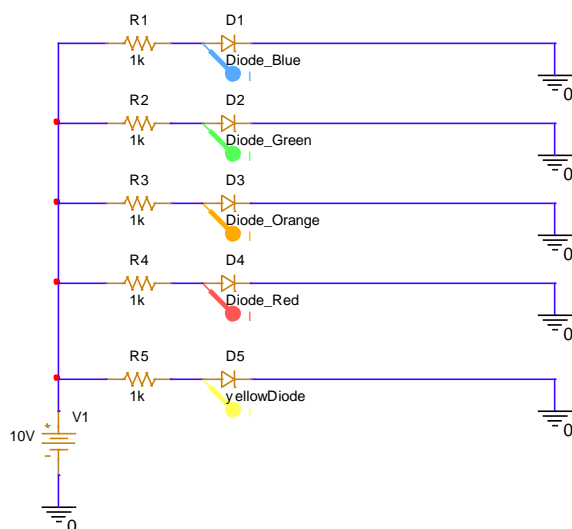 R1 D1
1k Diode_Blue
I
0
R2 D2
1k Diode_Green
I
0
R3 D3
1k Diode_Orange
I
0
R4 D4
1k Diode_Red
I
0
R5 D5
1k yellowDiode
I
0
V1
10V
0